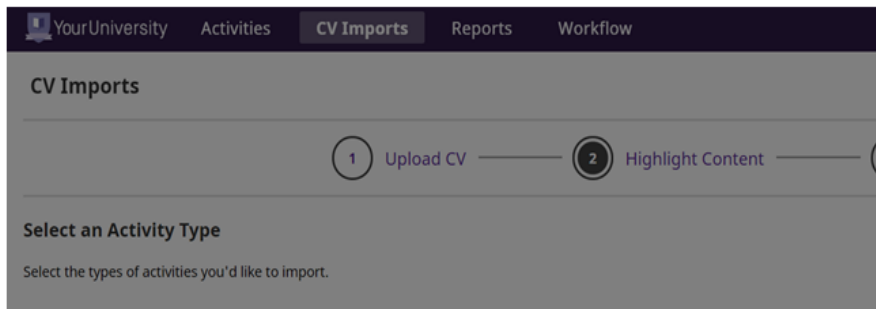 YourUniversity Activities CV Imports Reports Workflow
CV Imports
1 Upload CV 2 Highlight Content
Select an Activity Type
Select the types of activities you'd like to import.